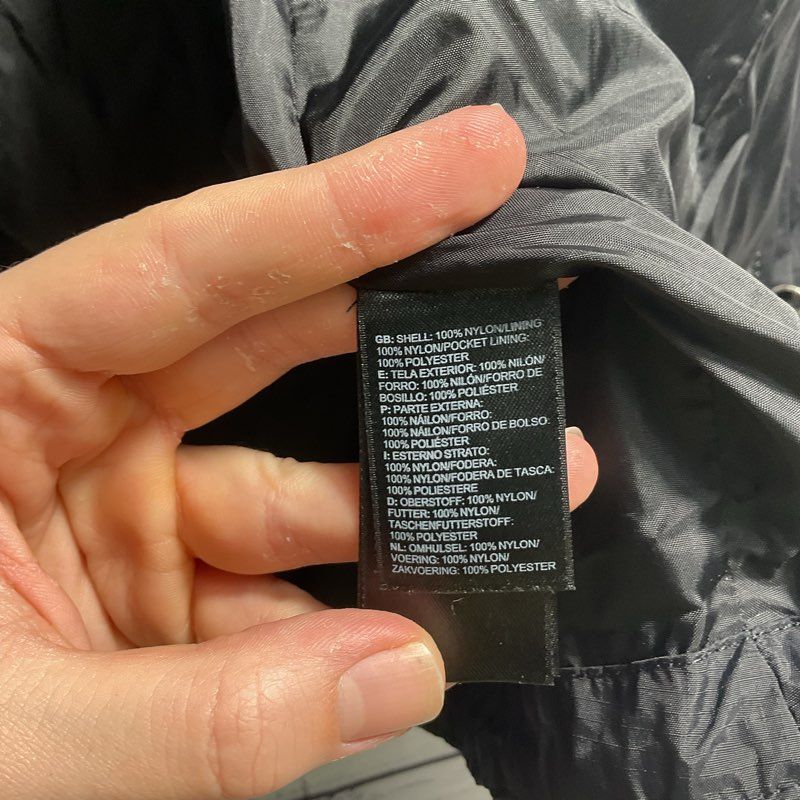 GB: SHELL: 100% NYLON/LINING
100% NYLON/POCKET LINING:
100% POLYESTER
E: TELA EXTERIOR: 100% NILÓN/
FORRO: 100% NILÓN/FORRO DE
BOSILLO: 100% POLIÉSTER
P: PARTE EXTERNA:
100% NÁILON/FORRO:
100% NÁILON/FORRO DE BOLSO:
100% POLIÉSTER
I: ESTERNO STRATO:
100% NYLON/FODERA:
100% NYLON/FODERA DE TASCA:
100% POLIESTERE
D: OBERSTOFF: 100% NYLON/
FUTTER: 100% NYLON/
TASCHENFUTTERSTOFF:
100% POLYESTER
NL: OMHULSEL: 100% NYLON/
VOERING: 100% NYLON/
ZAKVOERING: 100% POLYESTER